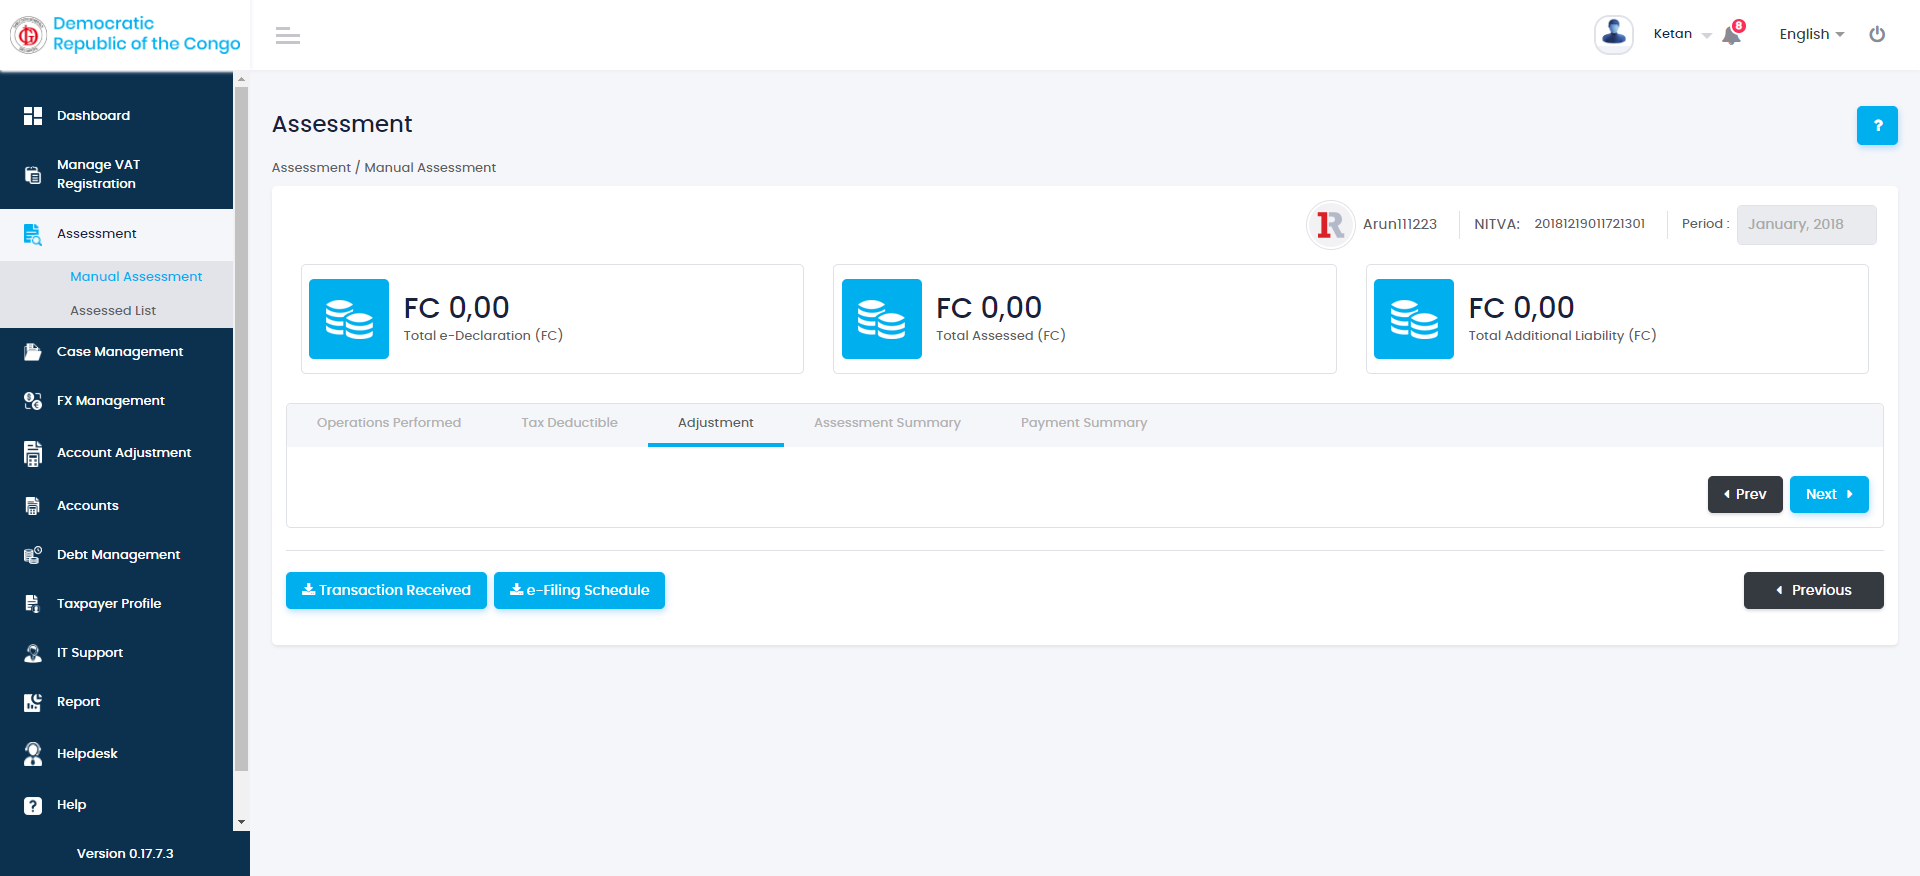 Democratic
Republic of the Congo
Ketan
8
English
Dashboard
Manage VAT
Registration
Assessment
Manual Assessment
Assessed List
Case Management
FX Management
Account Adjustment
Accounts
Debt Management
Taxpayer Profile
IT Support
Report
Helpdesk
Help
Version 0.17.7.3
Assessment
?
Assessment / Manual Assessment
Arun111223
NITVA: 20181219011721301
Period : January, 2018
FC 0,00
Total e-Declaration (FC)
FC 0,00
Total Assessed (FC)
FC 0,00
Total Additional Liability (FC)
Operations Performed Tax Deductible Adjustment Assessment Summary Payment Summary
Prev Next
Transaction Received e-Filing Schedule Previous